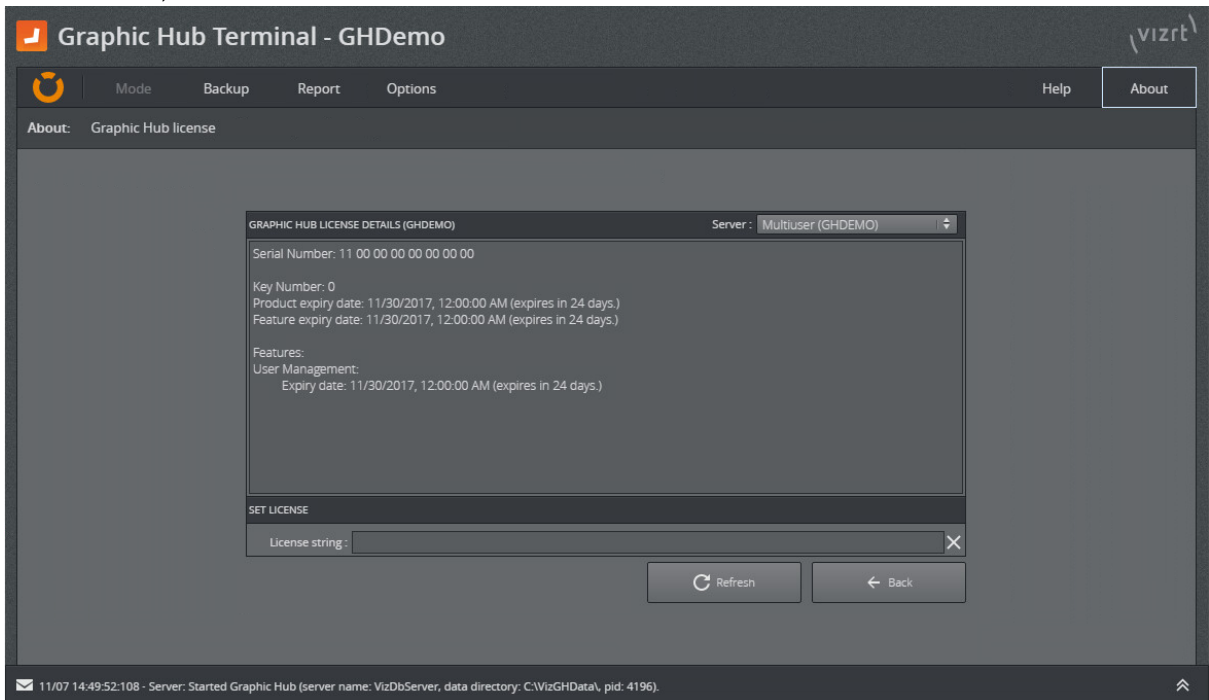 Graphic Hub Terminal - GHDemo
vizrt
Mode Backup Report Options Help About
About: Graphic Hub license
GRAPHIC HUB LICENSE DETAILS (GHDEMO) Server : Multiuser (GHDEMO)
Serial Number: 11 00 00 00 00 00 00 00
Key Number: 0
Product expiry date: 11/30/2017, 12:00:00 AM (expires in 24 days.)
Feature expiry date: 11/30/2017, 12:00:00 AM (expires in 24 days.)
Features:
User Management:
Expiry date: 11/30/2017, 12:00:00 AM (expires in 24 days.)
SET LICENSE
License string :
Refresh Back
11/07 14:49:52:108 - Server: Started Graphic Hub (server name: VizDbServer, data directory: C:\VizGHData\, pid: 4196).